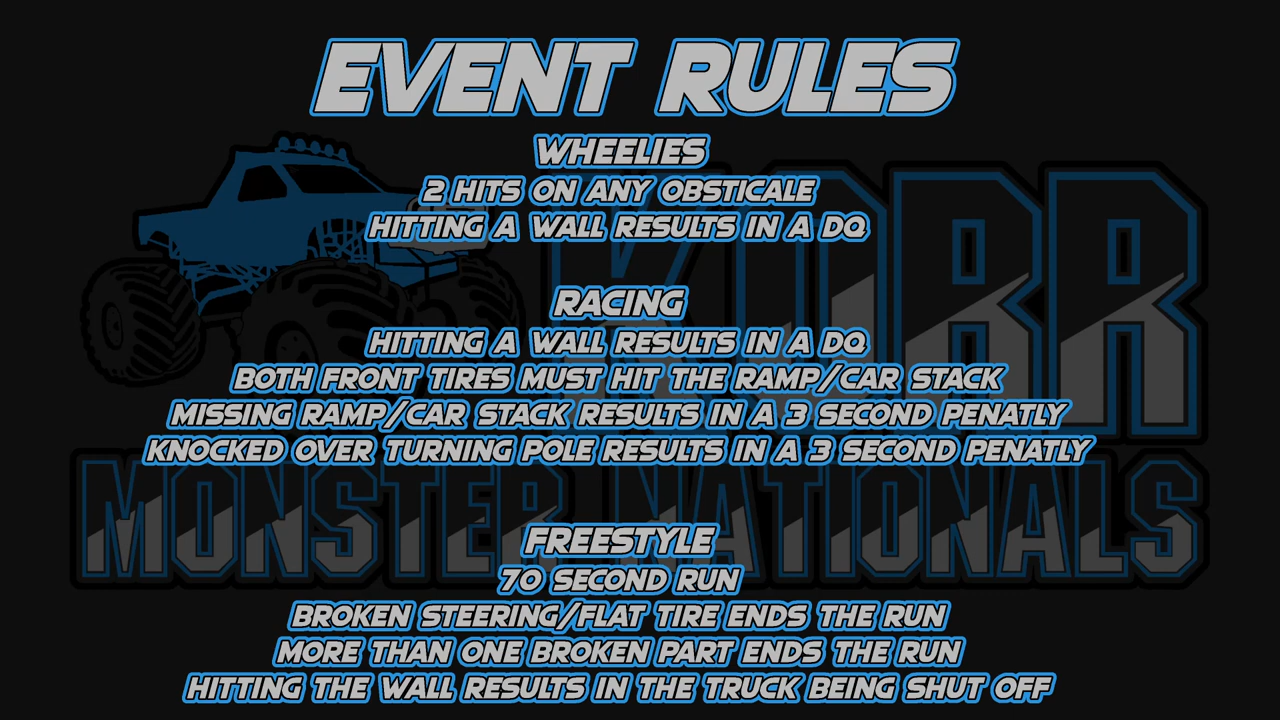 EVENT RULES
WHEELIES
2 HITS ON ANY OBSTICALE
HITTING A WALL RESULTS IN A DQ
RACING
HITTING A WALL RESULTS IN A DQ
BOTH FRONT TIRES MUST HIT THE RAMP/CAR STACK
MISSING RAMP/CAR STACK RESULTS IN A 3 SECOND PENATLY
KNOCKED OVER TURNING POLE RESULTS IN A 3 SECOND PENATLY
MONSTER NATIONALS
FREESTYLE
70 SECOND RUN
BROKEN STEERING/FLAT TIRE ENDS THE RUN
MORE THAN ONE BROKEN PART ENDS THE RUN
HITTING THE WALL RESULTS IN THE TRUCK BEING SHUT OFF